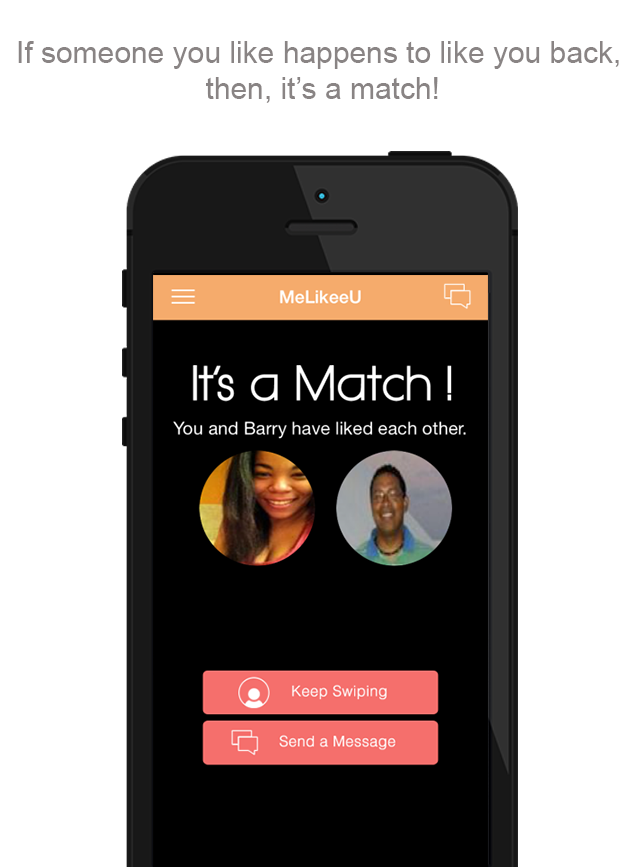 If someone you like happens to like you back,
then, it’s a match!
MeLikeeU
It's a Match !
You and Barry have liked each other.
Keep Swiping
Send a Message